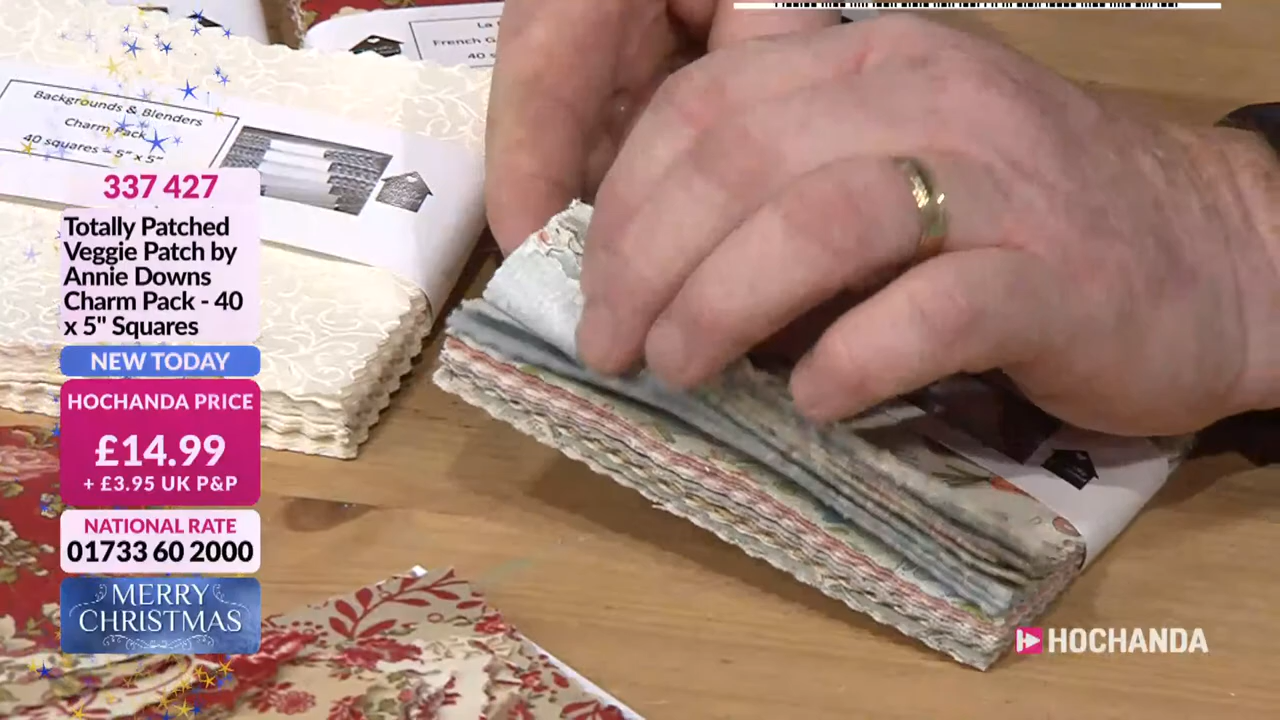 La
French G
40 s
Backgrounds & Blenders
Charm Pack
40 squares - 5" x 5"
337 427
Totally Patched
Veggie Patch by
Annie Downs
Charm Pack - 40
x 5" Squares
NEW TODAY
HOCHANDA PRICE
£14.99
+ £3.95 UK P&P
NATIONAL RATE
01733 60 2000
MERRY
CHRISTMAS
HOCHANDA